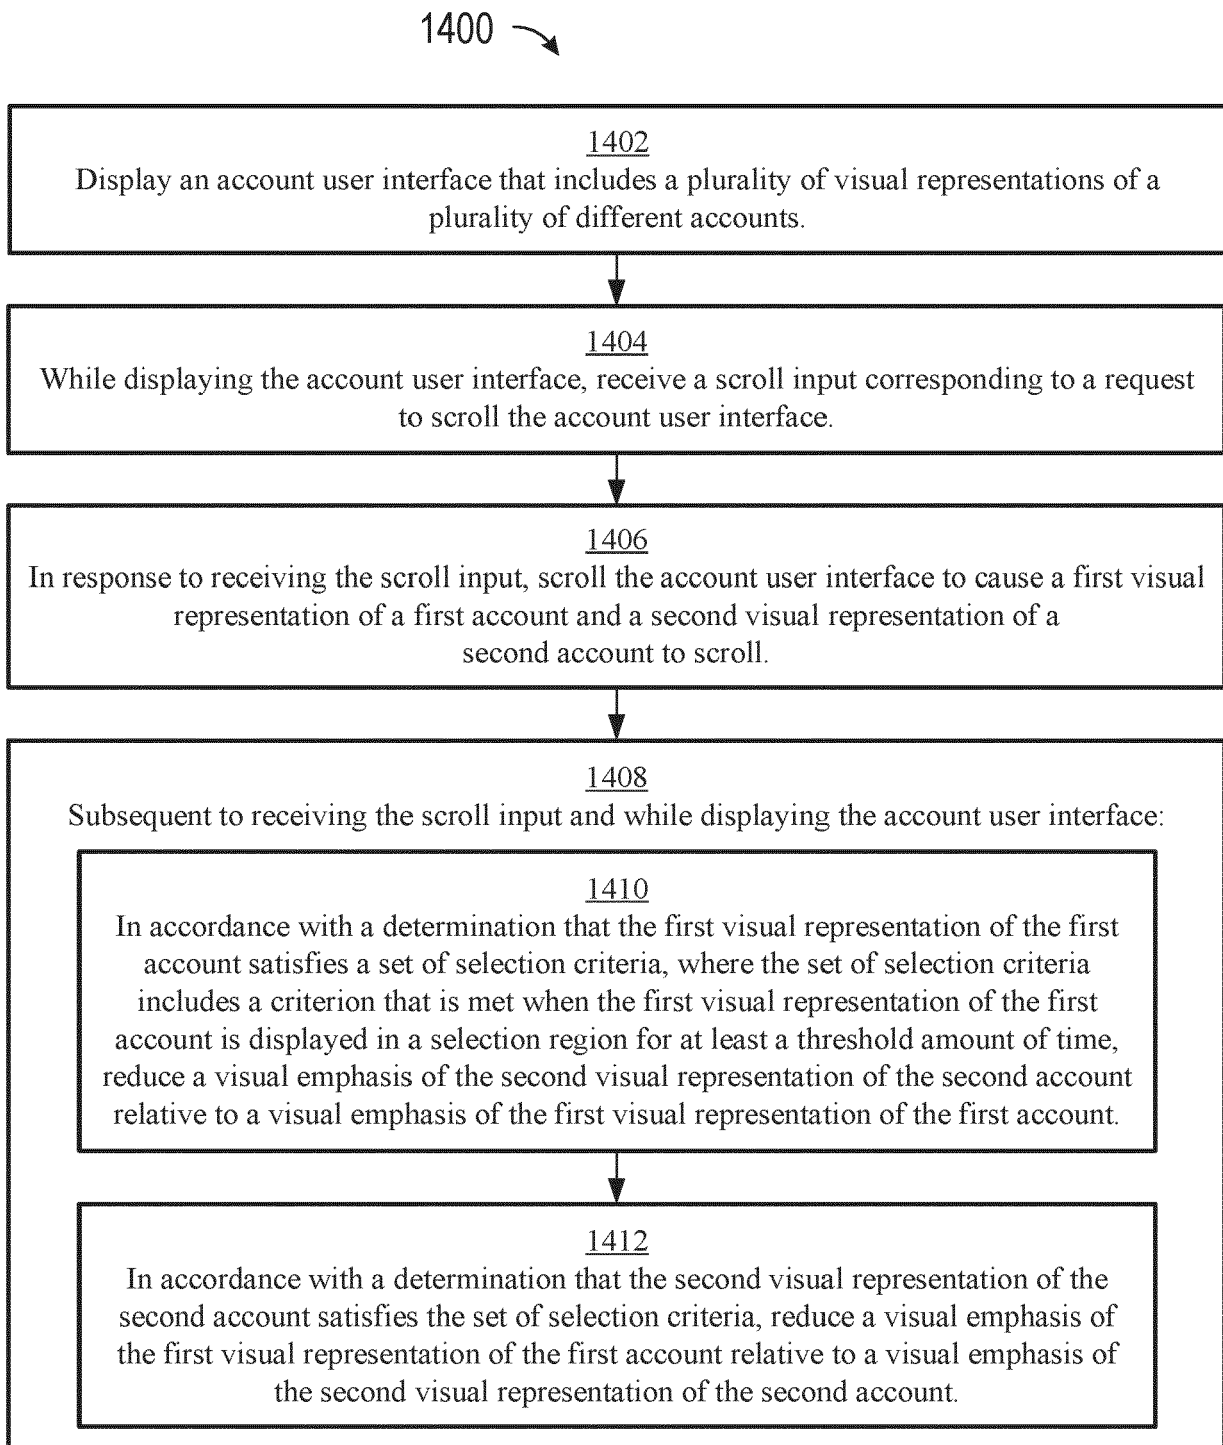 1400
1402
Display an account user interface that includes a plurality of visual representations of a
plurality of different accounts.
1404
While displaying the account user interface, receive a scroll input corresponding to a request
to scroll the account user interface.
1406
In response to receiving the scroll input, scroll the account user interface to cause a first visual
representation of a first account and a second visual representation of a
second account to scroll.
1408
Subsequent to receiving the scroll input and while displaying the account user interface:
1410
In accordance with a determination that the first visual representation of the first
account satisfies a set of selection criteria, where the set of selection criteria
includes a criterion that is met when the first visual representation of the first
account is displayed in a selection region for at least a threshold amount of time,
reduce a visual emphasis of the second visual representation of the second account
relative to a visual emphasis of the first visual representation of the first account.
1412
In accordance with a determination that the second visual representation of the
second account satisfies the set of selection criteria, reduce a visual emphasis of
the first visual representation of the first account relative to a visual emphasis of
the second visual representation of the second account.